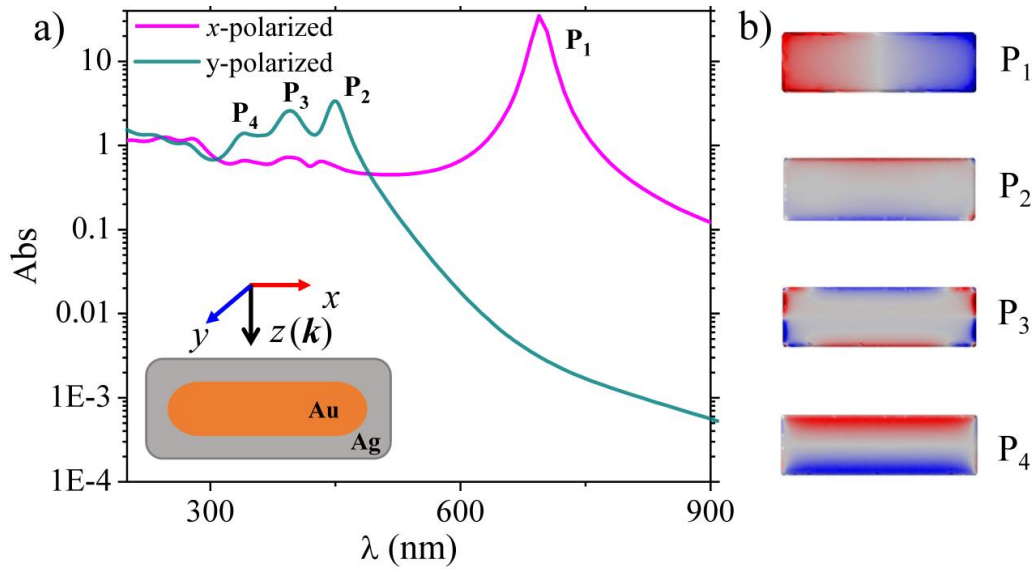 a)
x-polarized
y-polarized
P1
P2
P3
P4
10
1
0.1
0.01
1E-3
1E-4
Abs
x
y
z(k)
Au
Ag
300
600
900
λ (nm)
b)
P1
P2
P3
P4